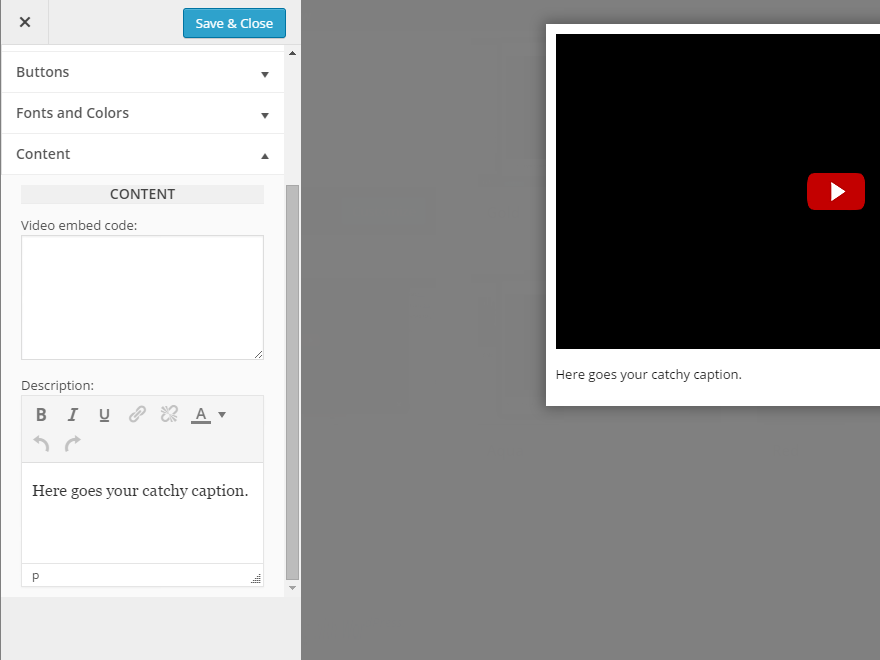 Save & Close
Buttons
Fonts and Colors
Content
CONTENT
Video embed code:
Description:
B I U A
Here goes your catchy caption.
p
Here goes your catchy caption.